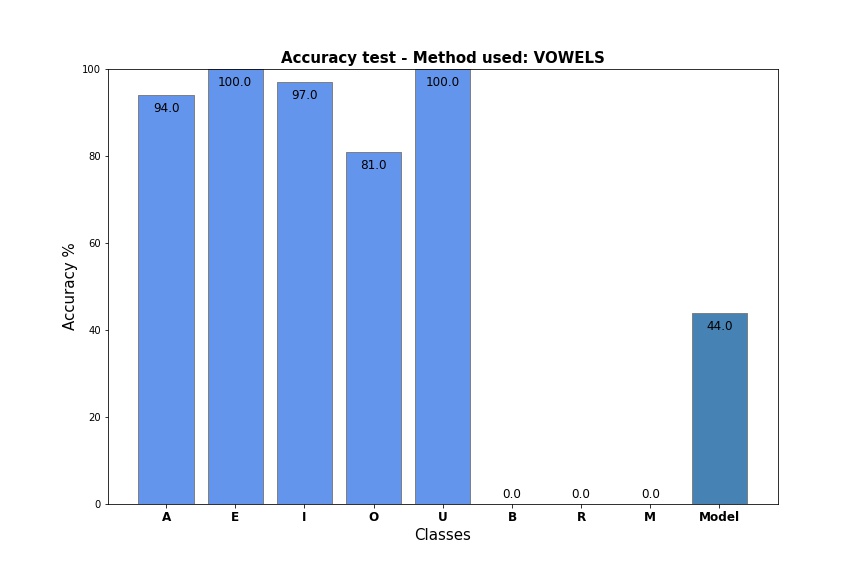 Accuracy test - Method used: VOWELS
Accuracy %
100
80
60
40
20
0
94.0
100.0
97.0
81.0
100.0
0.0
0.0
0.0
44.0
A
E
I
O
U
B
R
M
Model
Classes